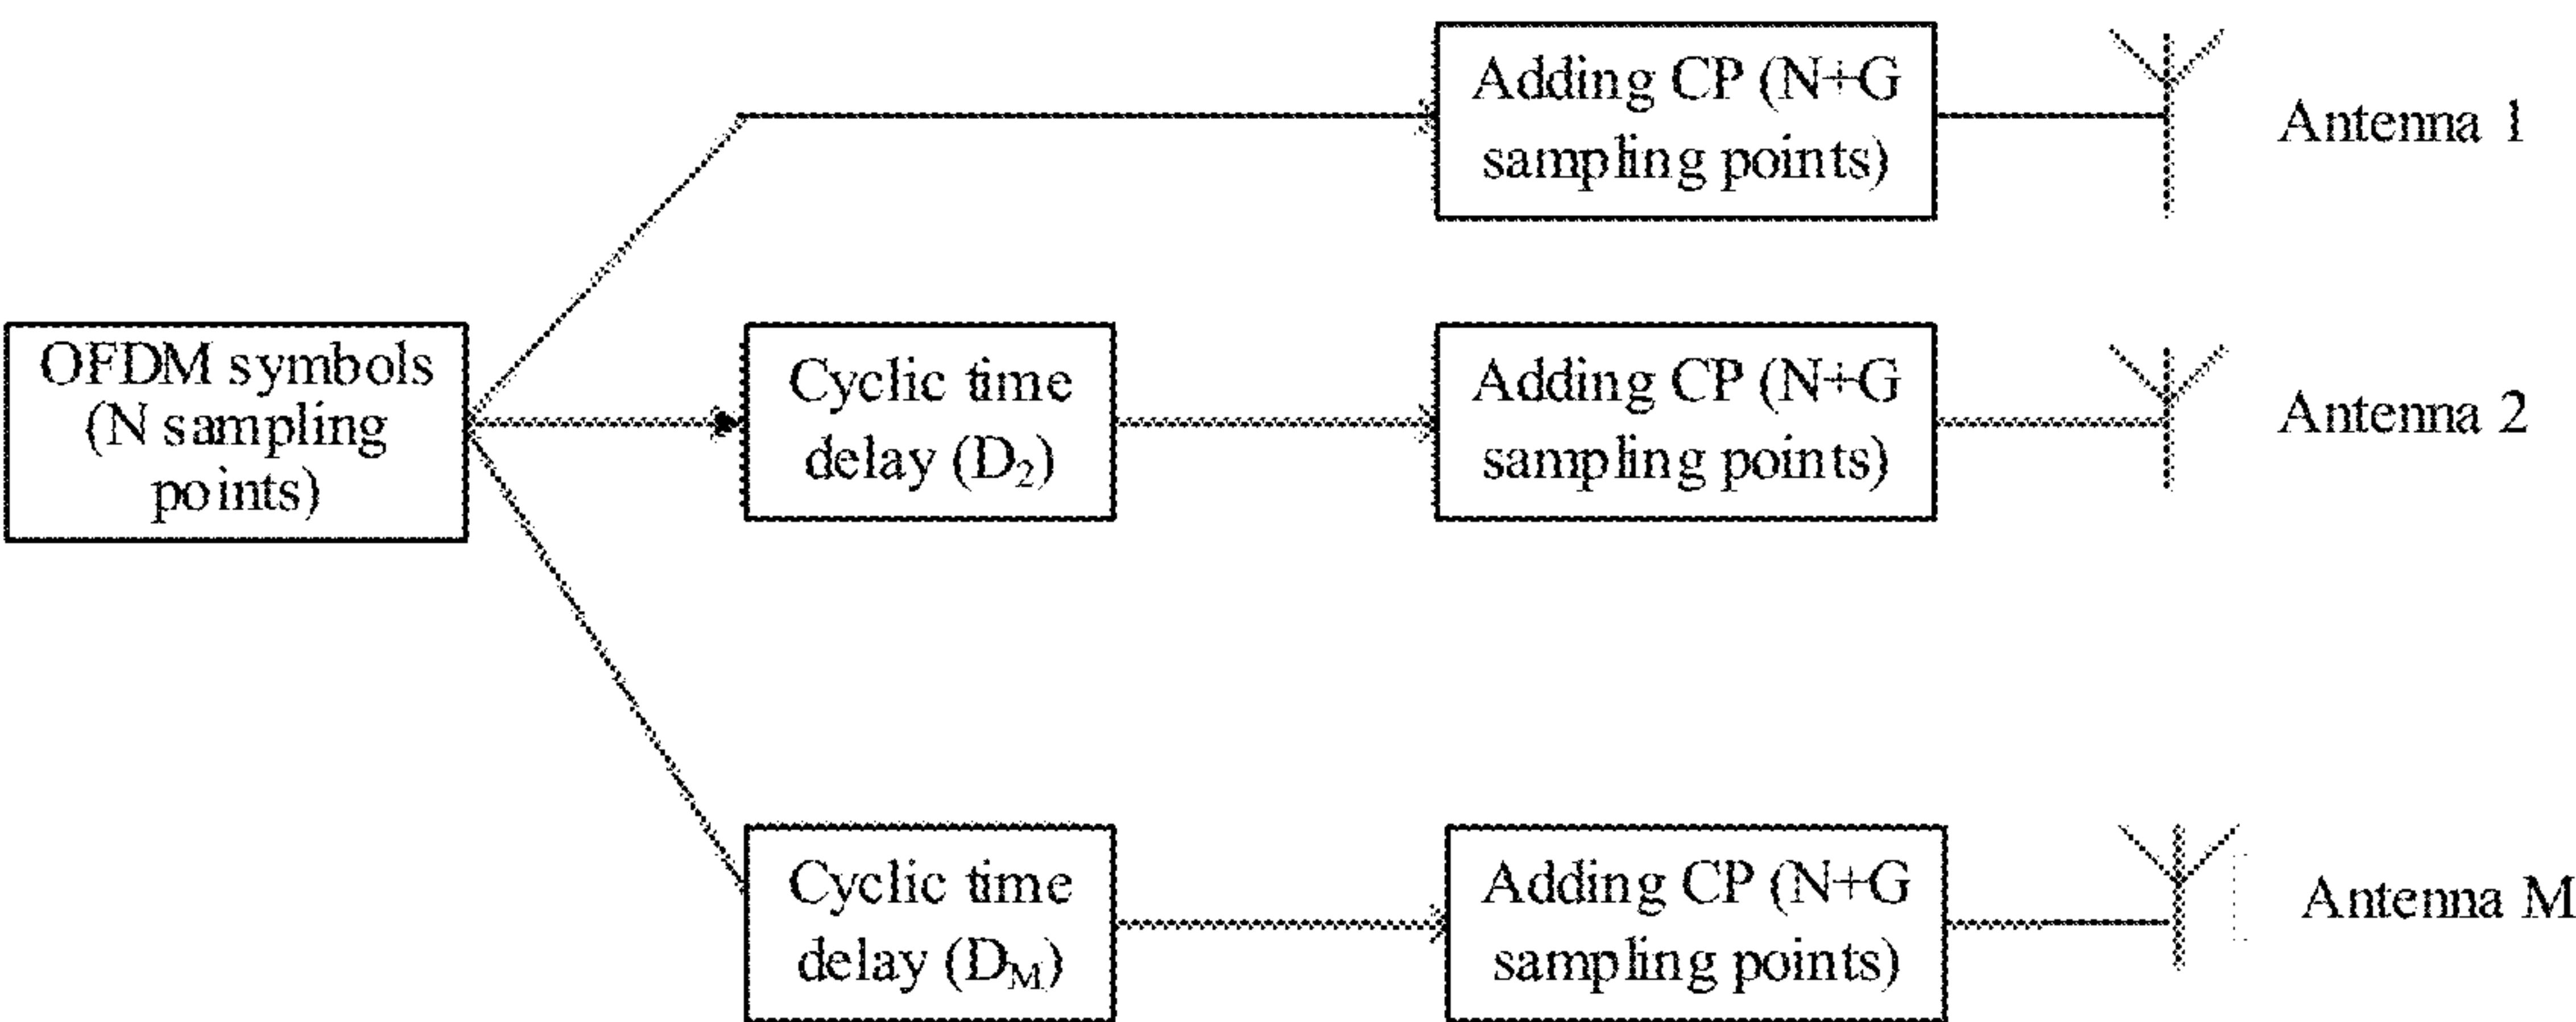 Adding CP (N+G
sampling points)
Antenna 1
OFDM symbols
(N sampling
points)
Cyclic time
delay (D₂)
Adding CP (N+G
sampling points)
Antenna 2
Cyclic time
delay (Dₘ)
Adding CP (N+G
sampling points)
Antenna M